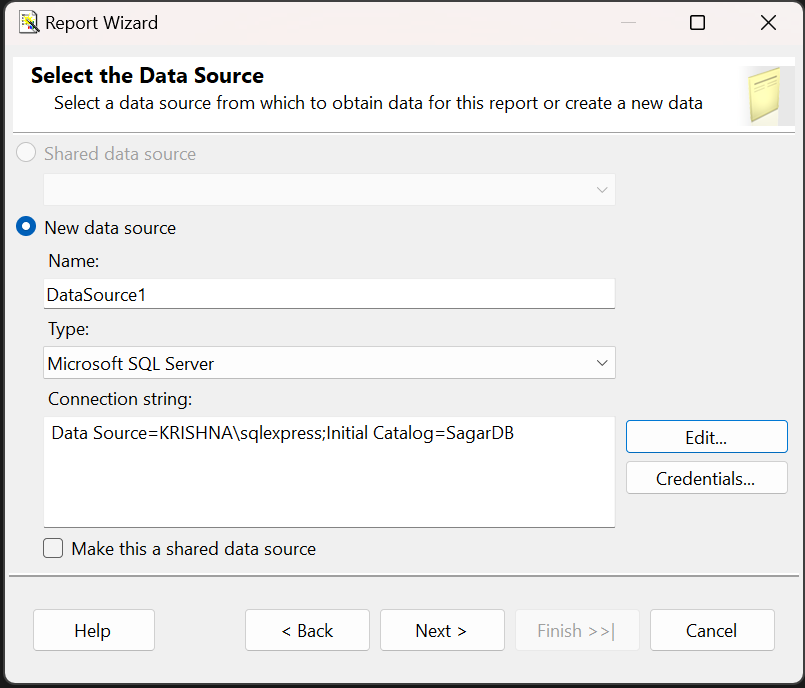 Report Wizard
Select the Data Source
Select a data source from which to obtain data for this report or create a new data
Shared data source
New data source
Name:
DataSource1
Type:
Microsoft SQL Server
Connection string:
Data Source=KRISHNA\sqlexpress;Initial Catalog=SagarDB
Edit...
Credentials...
Make this a shared data source
Help
< Back
Next >
Finish >>|
Cancel